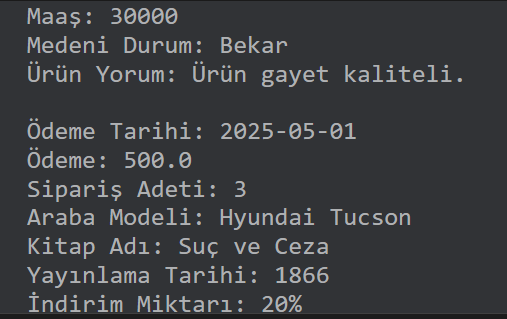 Maaş: 30000
Medeni Durum: Bekar
Ürün Yorum: Ürün gayet kaliteli.
Ödeme Tarihi: 2025-05-01
Ödeme: 500.0
Sipariş Adeti: 3
Araba Modeli: Hyundai Tucson
Kitap Adı: Suç ve Ceza
Yayınlama Tarihi: 1866
İndirim Miktarı: 20%